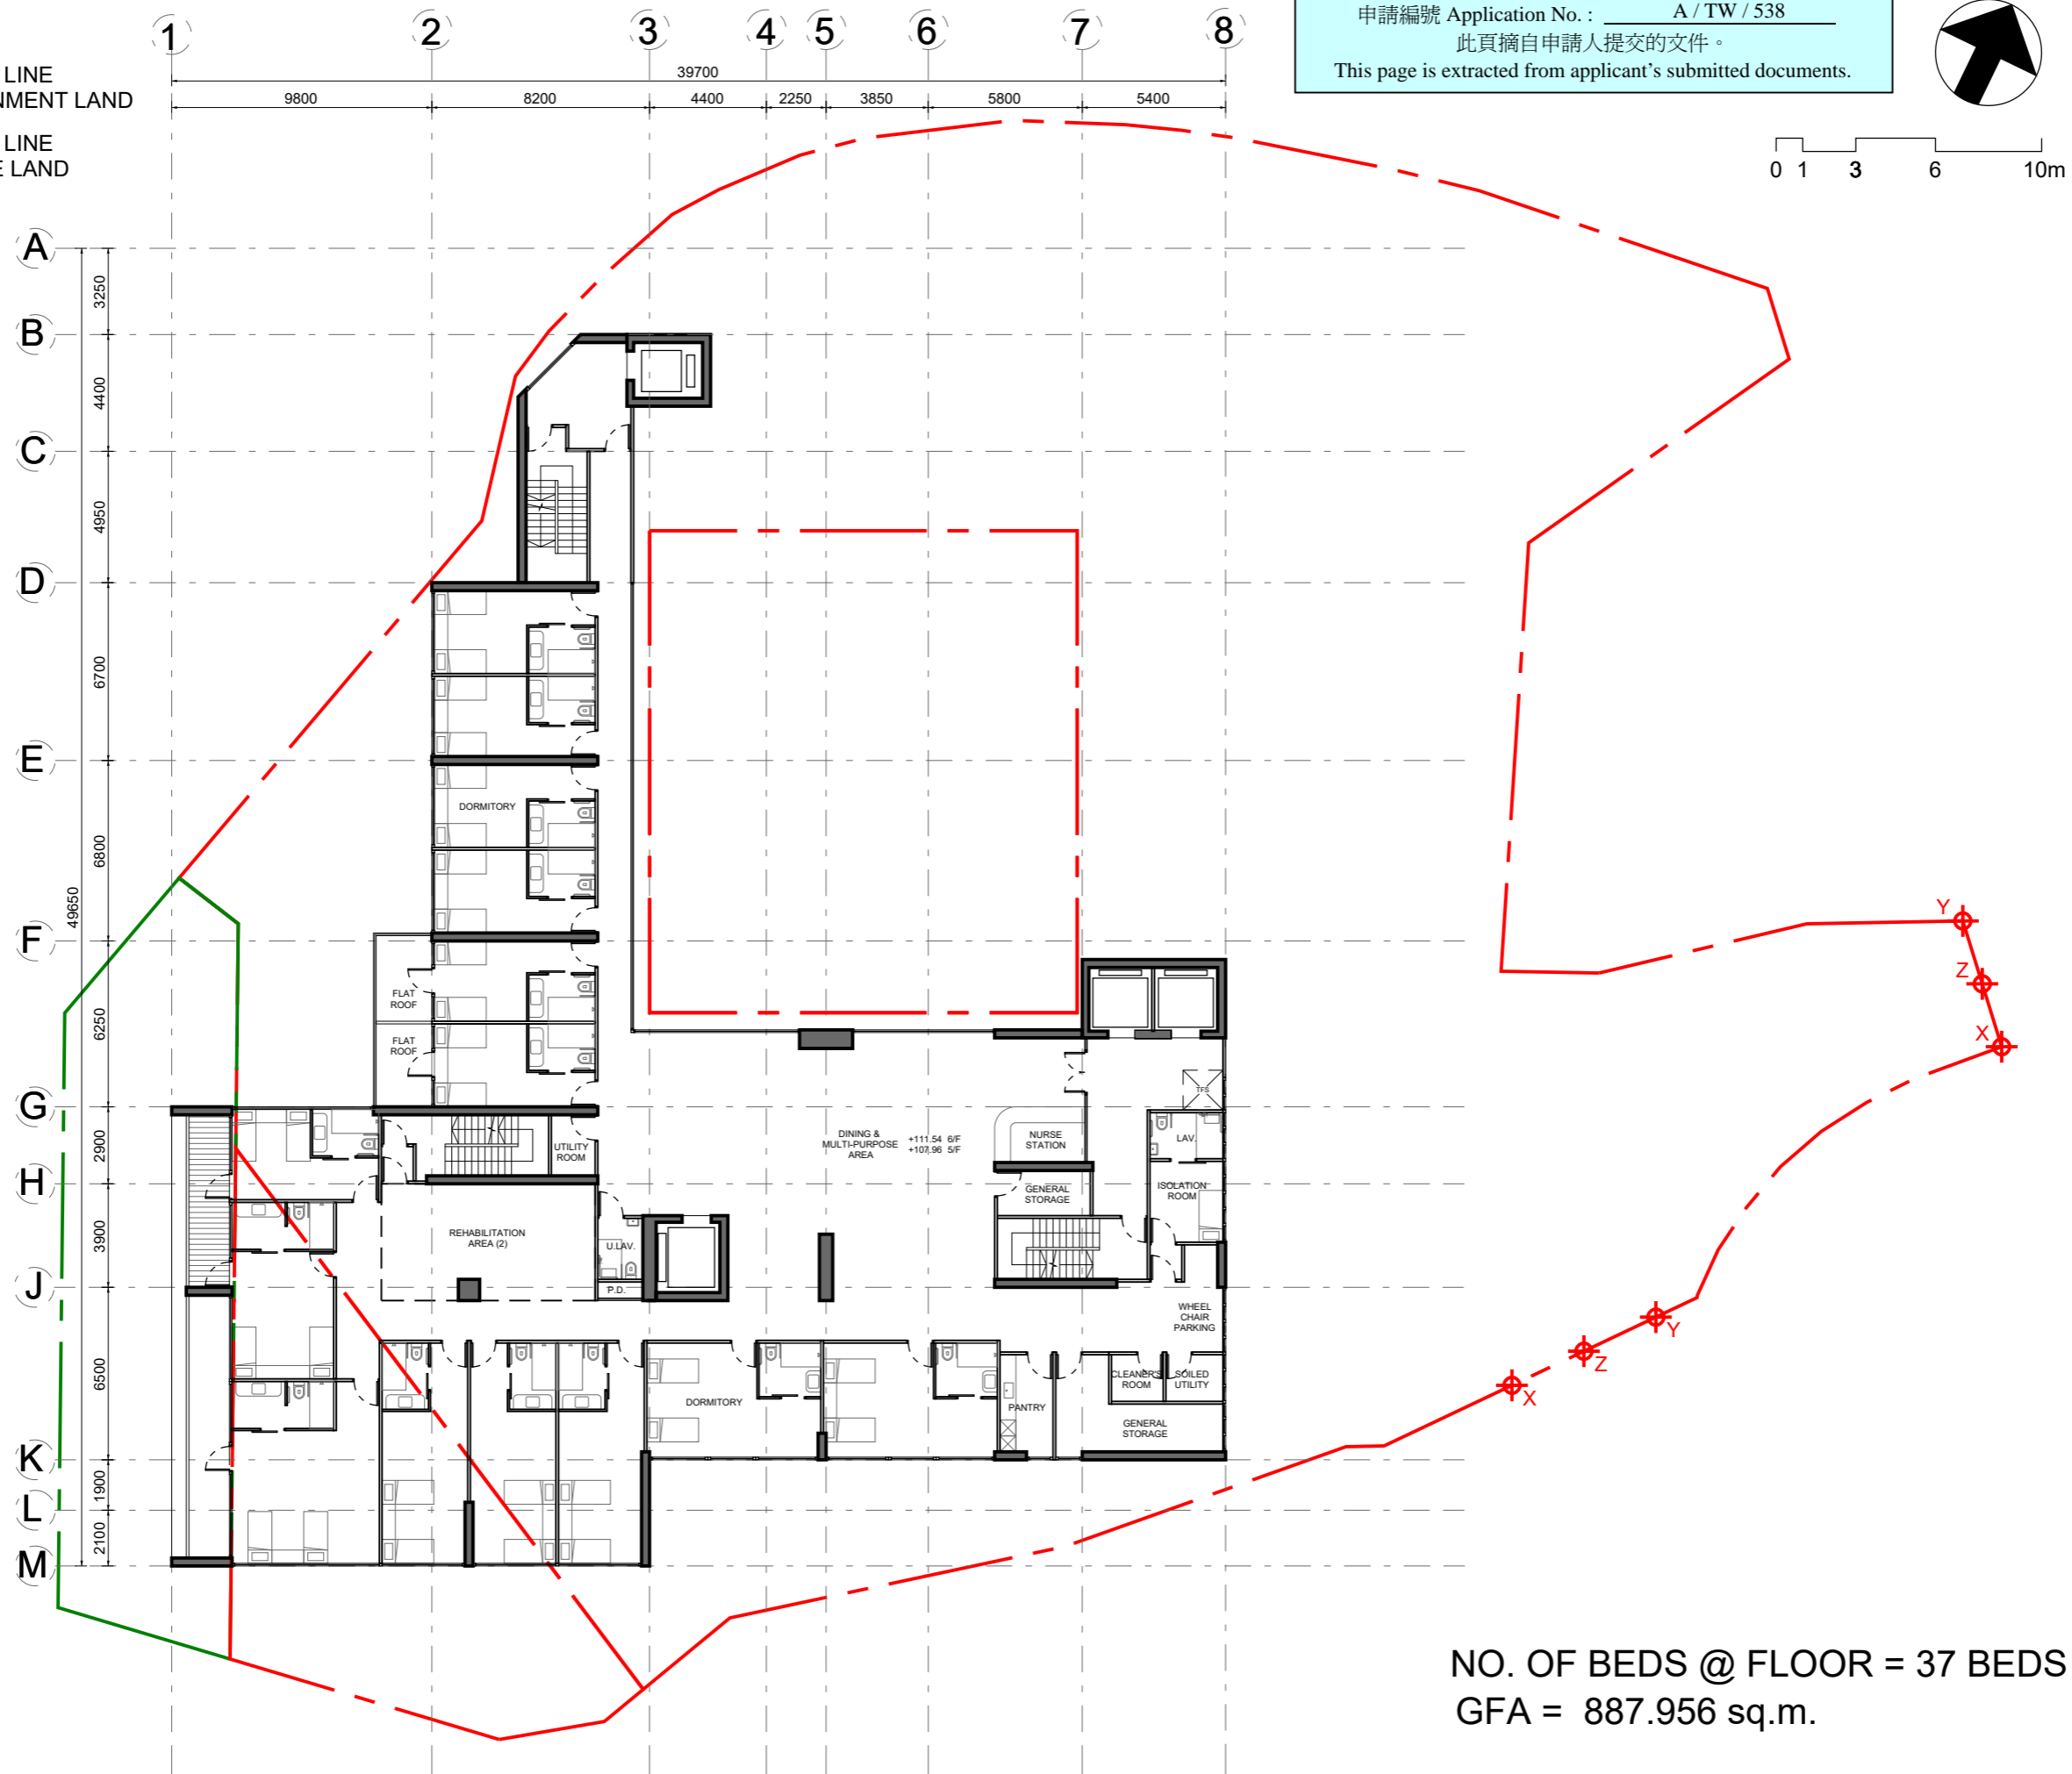 申請編號 Application No. : A / TW / 538
此頁摘自申請人提交的文件。
This page is extracted from applicant's submitted documents.
1 2 3 4 5 6 7 8
LINE
NMENT LAND
LINE
E LAND
39700
9800 8200 4400 2250 3850 5800 5400
0 1 3 6 10m
A
B
C
D
E
F
G
H
J
K
L
M
3250
4400
4950
6700
6800
49650
6250
2900
3900
6500
1900
2100
DORMITORY
FLAT
ROOF
FLAT
ROOF
UTILITY
ROOM
DINING &
MULTI-PURPOSE
AREA
+111.54 6/F
+107.96 5/F
NURSE
STATION
TFS
LAV.
ISOLATION
ROOM
GENERAL
STORAGE
REHABILITATION
AREA (2)
U.LAV.
P.D.
WHEEL
CHAIR
PARKING
DORMITORY
PANTRY
CLEANER'S
ROOM
SOILED
UTILITY
GENERAL
STORAGE
Y
Z
X
Y
Z
X
NO. OF BEDS @ FLOOR = 37 BEDS
GFA = 887.956 sq.m.